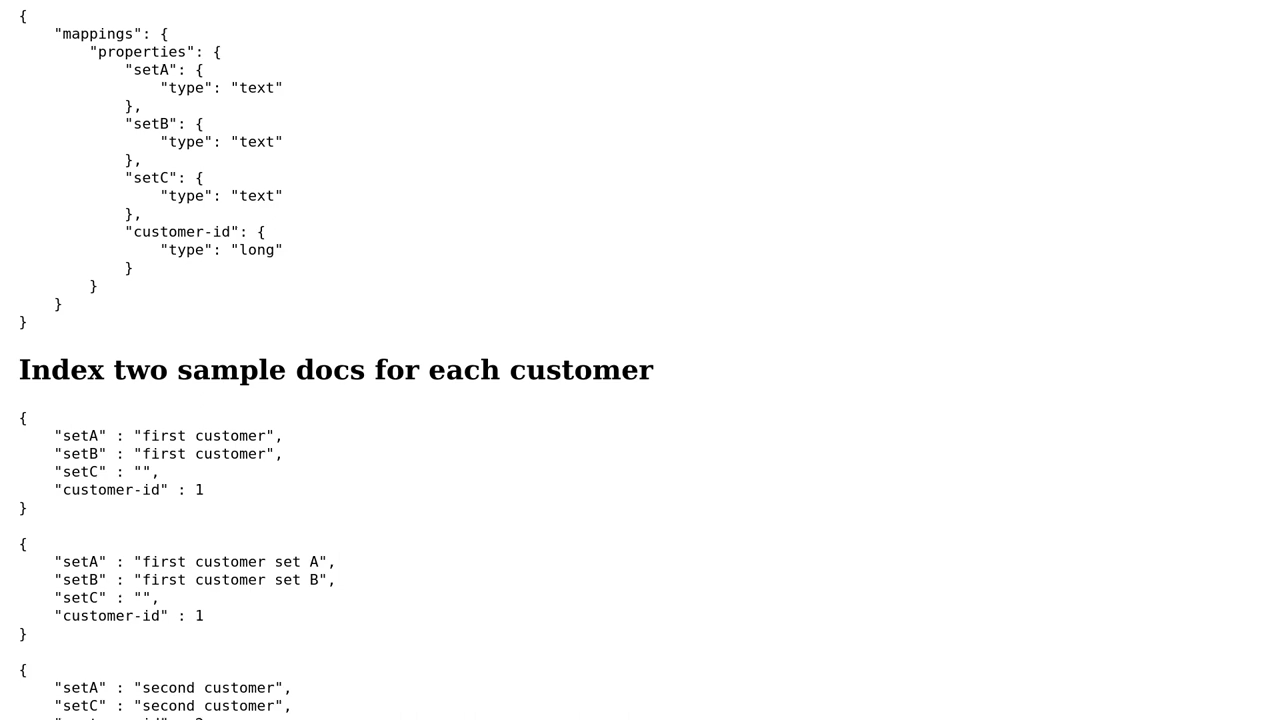 {
    "mappings": {
        "properties": {
            "setA": {
                "type": "text"
            },
            "setB": {
                "type": "text"
            },
            "setC": {
                "type": "text"
            },
            "customer-id": {
                "type": "long"
            }
        }
    }
}
Index two sample docs for each customer
{
    "setA" : "first customer",
    "setB" : "first customer",
    "setC" : "",
    "customer-id" : 1
}
{
    "setA" : "first customer set A",
    "setB" : "first customer set B",
    "setC" : "",
    "customer-id" : 1
}
{
    "setA" : "second customer",
    "setC" : "second customer",